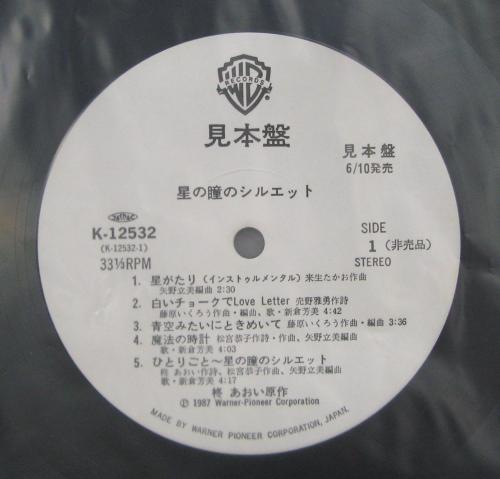 WB
RECORDS
見本盤
見本盤
6/10発売
星の瞳のシルエット
K-12532
(K-12532-1)
33⅓RPM
SIDE
1 (非売品)
STEREO
1. 星がたり (インストゥルメンタル) 来生たかお作曲
矢野立美編曲 2:30
2. 白いチョークでLove Letter 売野雅勇作詩
藤原いくろう作曲・編曲、歌・新倉芳美 4:42
3. 青空みたいにときめいて 藤原いくろう作曲・編曲 3:36
4. 魔法の時計 松宮恭子作詩・作曲、矢野立美編曲
歌・新倉芳美 4:03
5. ひとりごと～星の瞳のシルエット
柊 あおい作詩、松宮恭子作曲、矢野立美編曲
歌・新倉芳美 4:17
柊 あおい原作
Ⓟ 1987 Warner-Pioneer Corporation
MADE BY WARNER PIONEER CORPORATION, JAPAN.